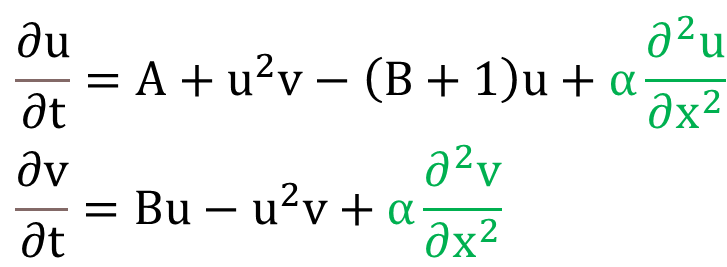 ∂u/∂t = A + u²v − (B + 1)u + α ∂²u/∂x²
∂v/∂t = Bu − u²v + α ∂²v/∂x²